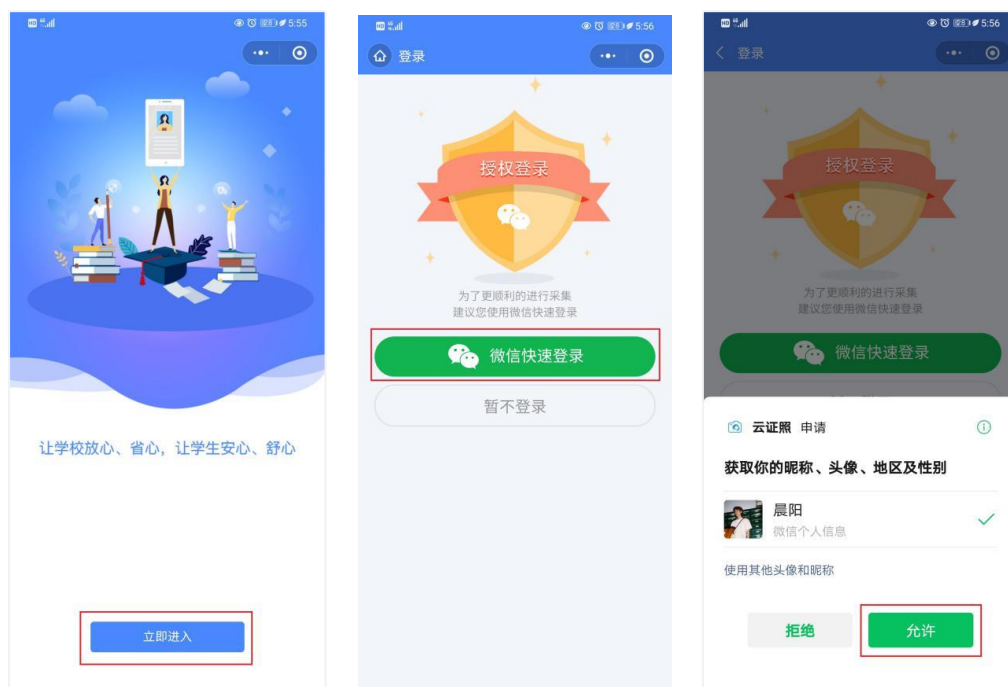 5:55
让学校放心、省心，让学生安心、舒心
立即进入
5:56
登录
授权登录
为了更顺利的进行采集
建议您使用微信快速登录
微信快速登录
暂不登录
5:56
登录
授权登录
为了更顺利的进行采集
建议您使用微信快速登录
微信快速登录
云证照 申请
获取你的昵称、头像、地区及性别
晨阳
微信个人信息
使用其他头像和昵称
拒绝
允许